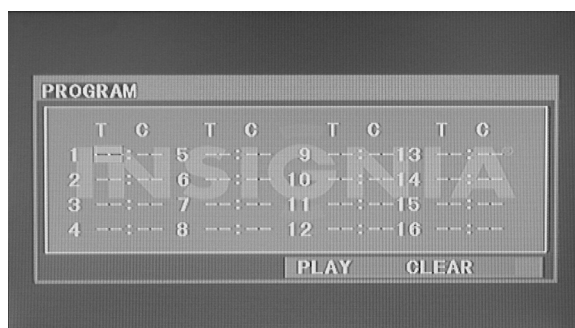 PROGRAM
T C T C T C T C
1 --:-- 5 --:-- 9 --:-- 13 --:--
2 --:-- 6 --:-- 10 --:-- 14 --:--
3 --:-- 7 --:-- 11 --:-- 15 --:--
4 --:-- 8 --:-- 12 --:-- 16 --:--
INSIGNIA®
PLAY CLEAR